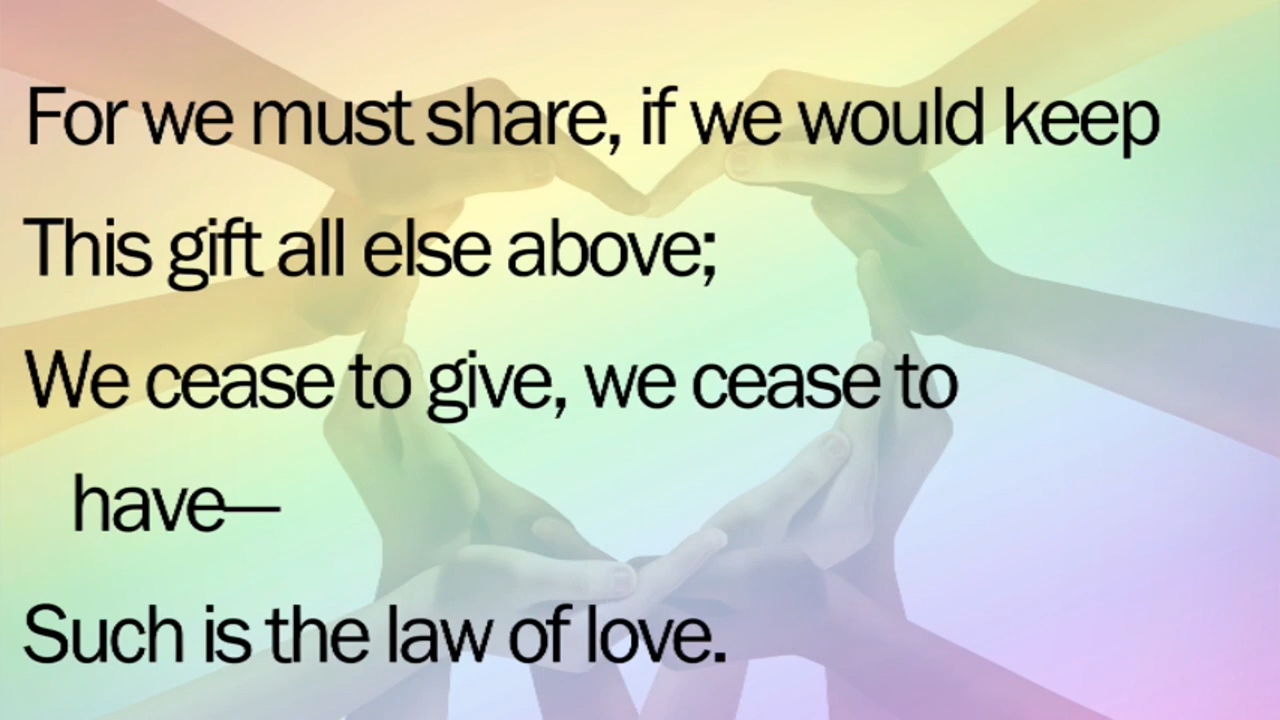 For we must share, if we would keep
This gift all else above;
We cease to give, we cease to
have—
Such is the law of love.